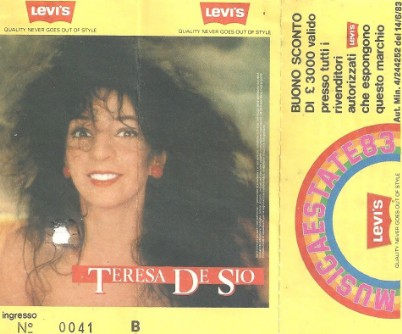 LEVI'S
QUALITY NEVER GOES OUT OF STYLE
LEVI'S
QUALITY NEVER GOES OUT OF STYLE
TERESA DE SIO
ingresso
Nº 0041 B
BUONO SCONTO
DI £ 3000 valido
presso tutti i
rivenditori
autorizzati LEVI'S
che espongono
questo marchio
Aut. Min. 4/244252 del 14/6/83
MUSICAESTATE83
LEVI'S
QUALITY NEVER GOES OUT OF STYLE